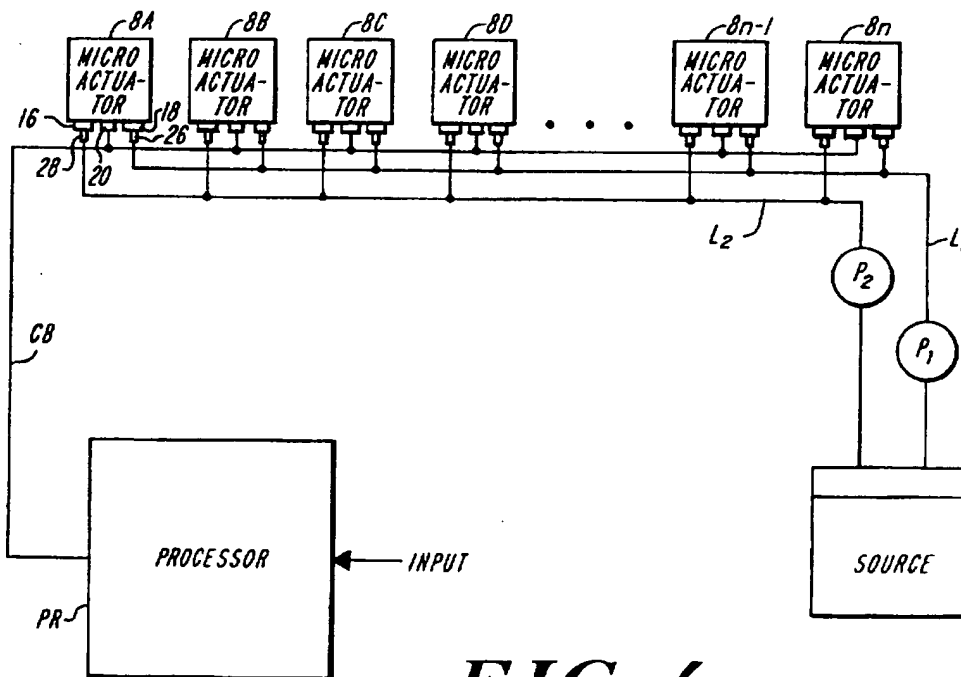 8A 8B 8C 8D 8n-1 8n
MICRO ACTUA- TOR
MICRO ACTUA- TOR
MICRO ACTUA- TOR
MICRO ACTUA- TOR
MICRO ACTUA- TOR
MICRO ACTUA- TOR
16 18
28 20 26
L2 L
P2
P1
CB
PROCESSOR
INPUT
SOURCE
PR